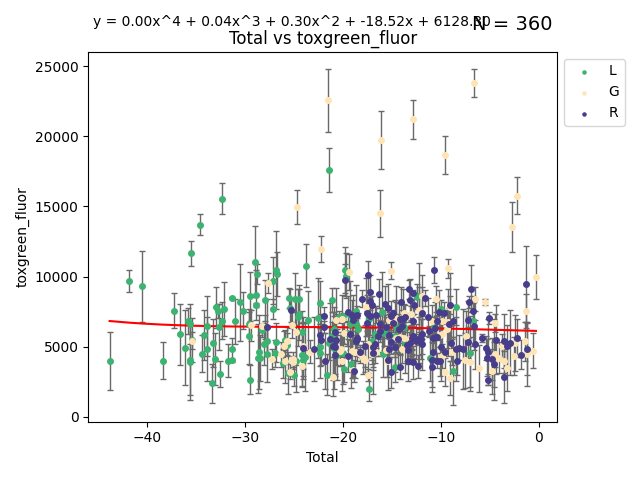 y = 0.00x^4 + 0.04x^3 + 0.30x^2 + -18.52x + 6128.
N = 360
Total vs toxgreen_fluor
L
G
R
25000
20000
15000
10000
5000
0
toxgreen_fluor
−40
−30
−20
−10
0
Total